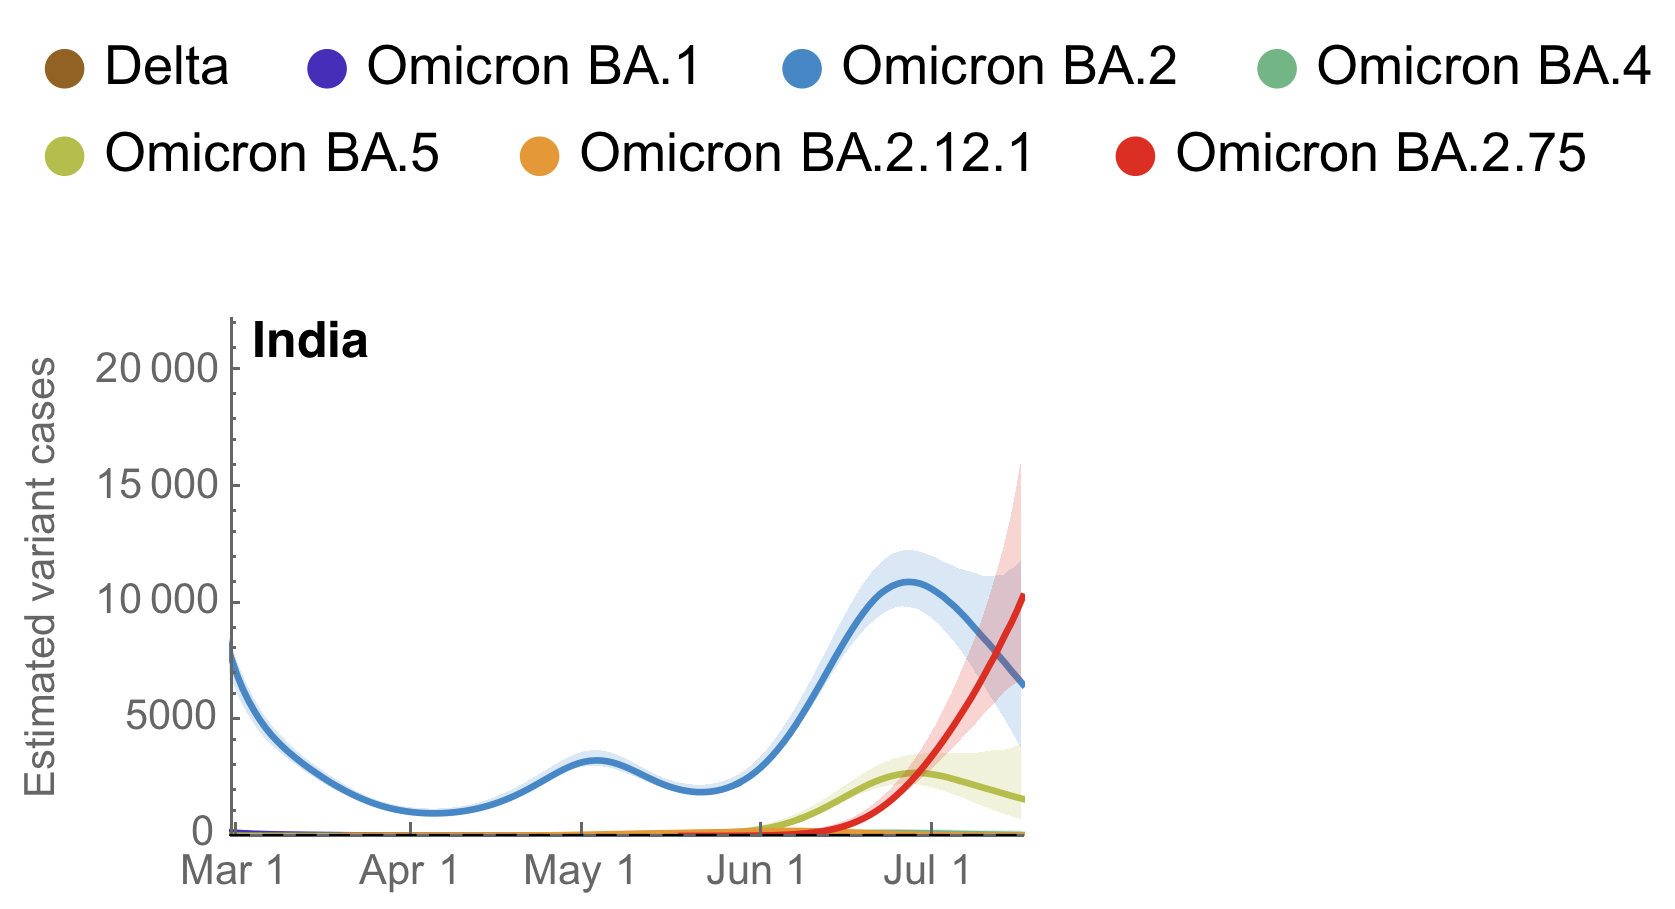 Delta Omicron BA.1 Omicron BA.2 Omicron BA.4
Omicron BA.5 Omicron BA.2.12.1 Omicron BA.2.75
India
Estimated variant cases
20 000
15 000
10 000
5000
0
Mar 1 Apr 1 May 1 Jun 1 Jul 1